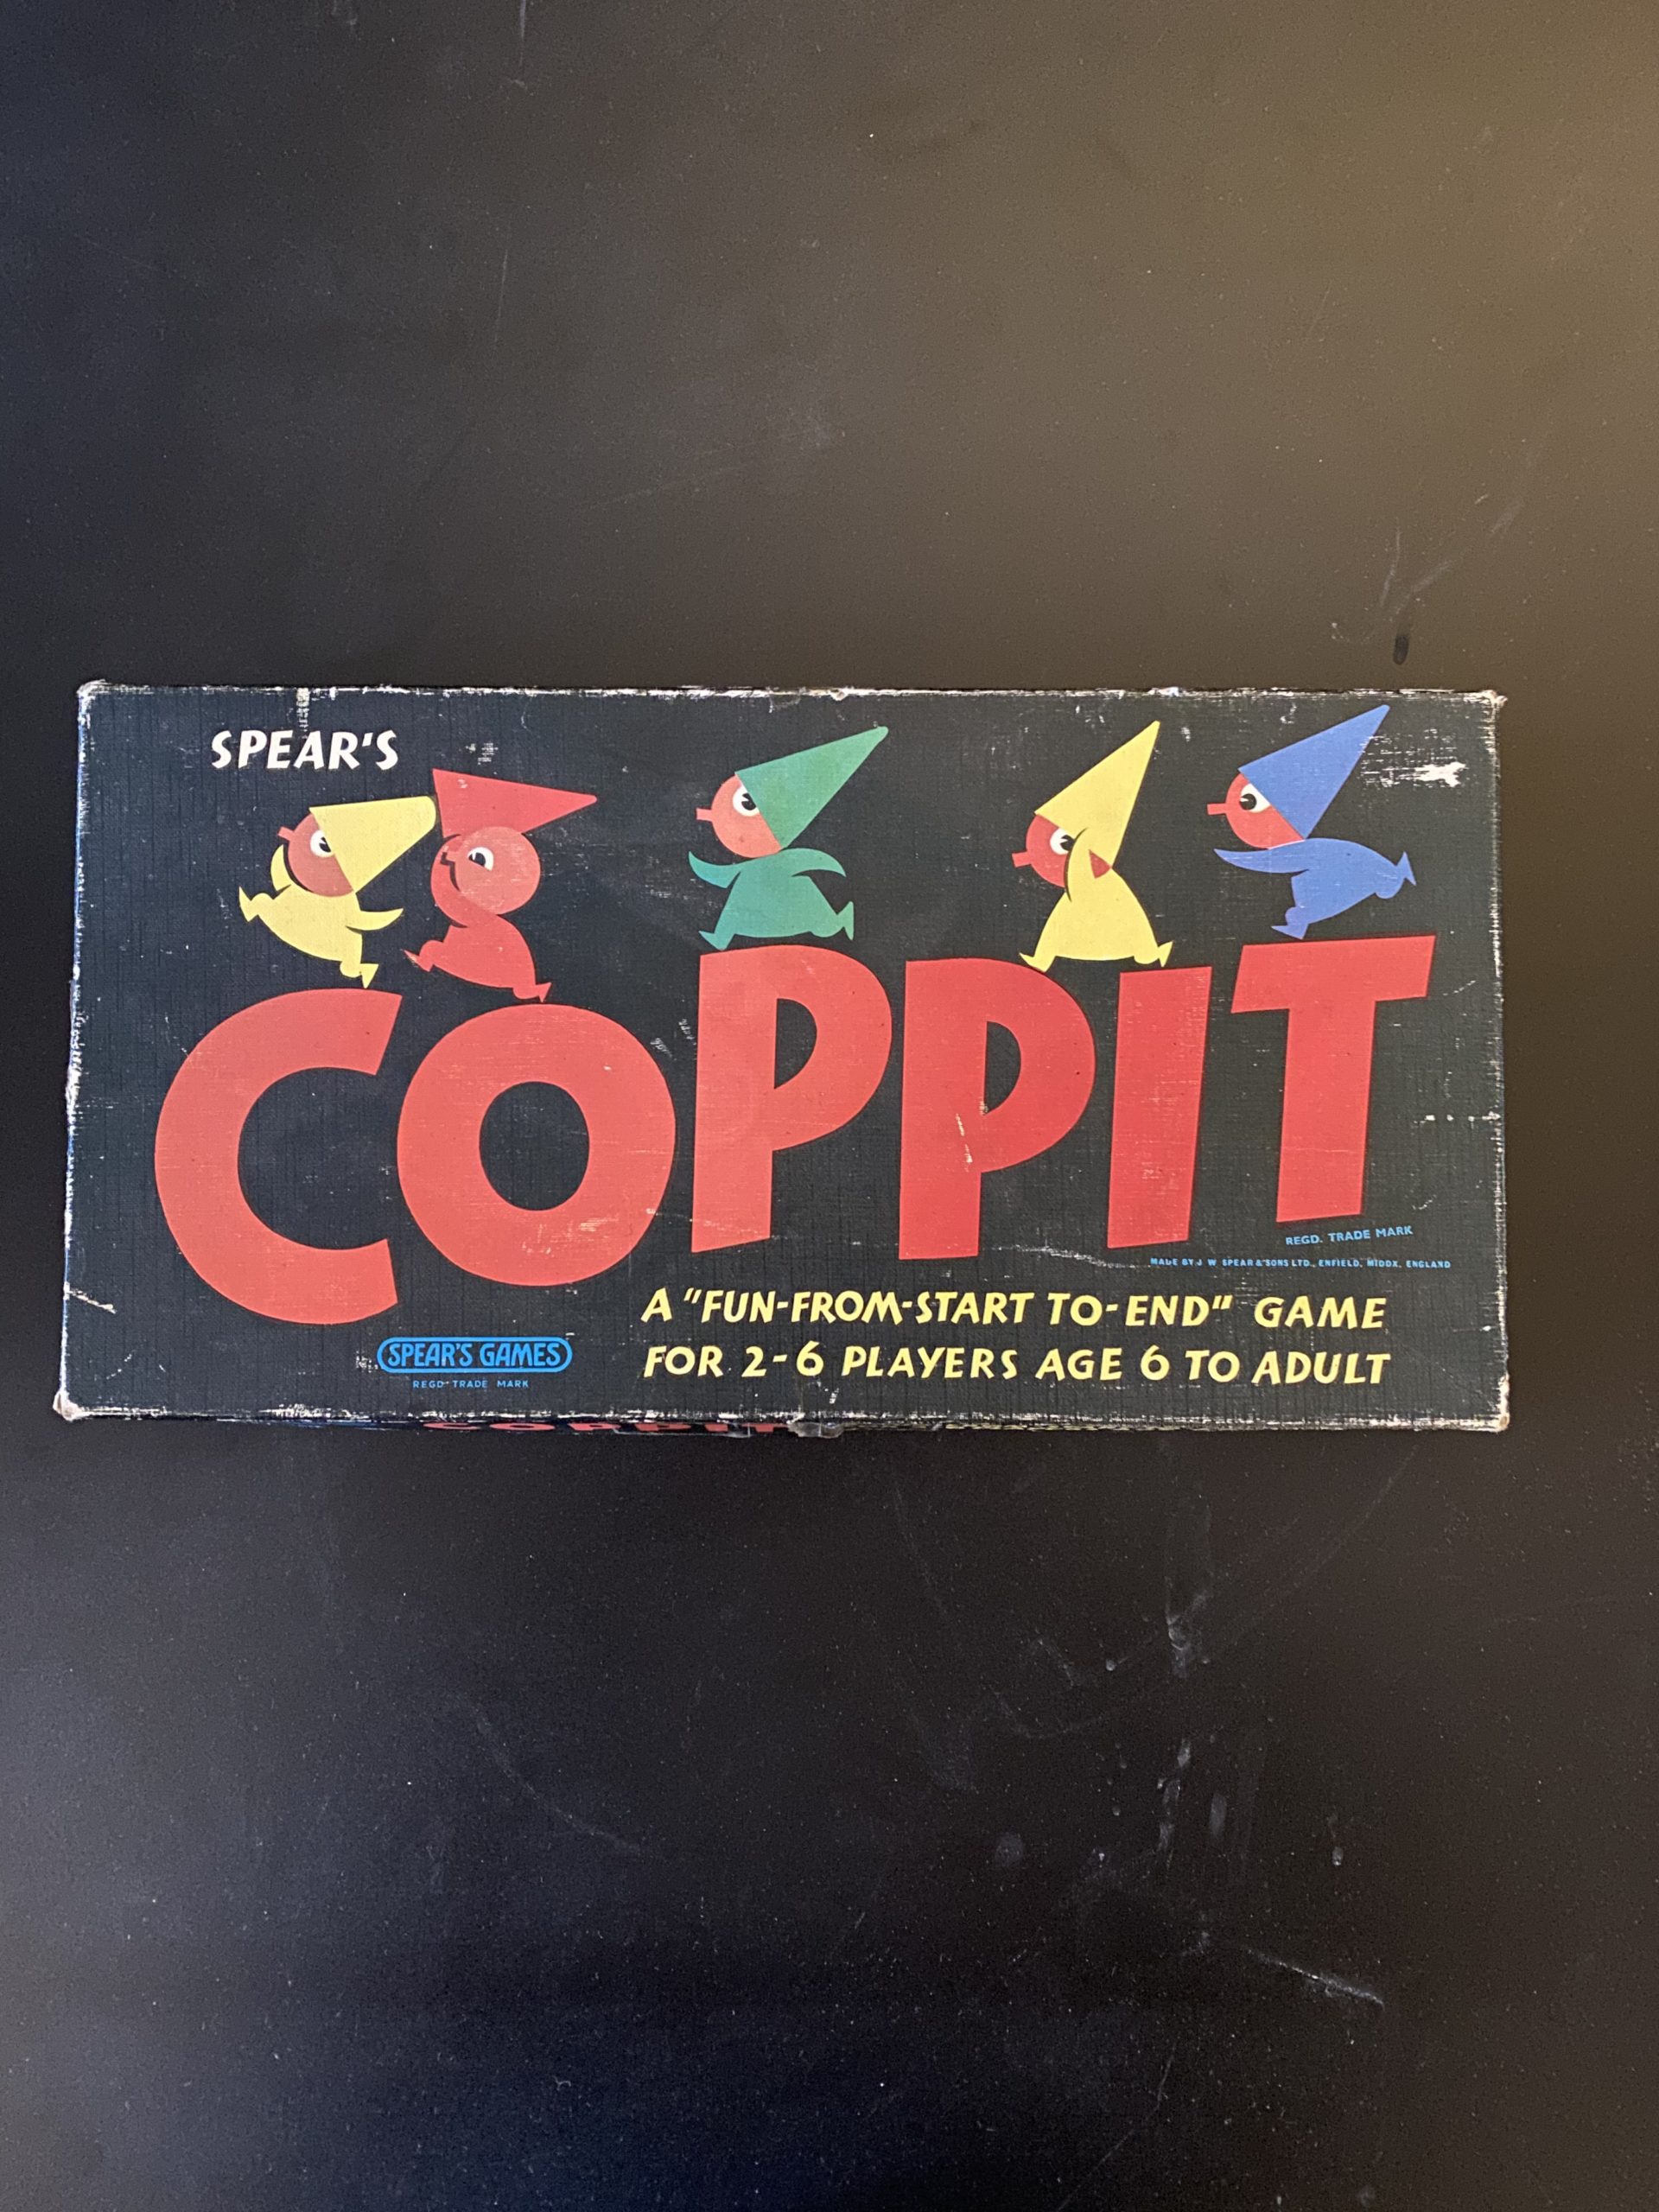 SPEAR'S
COPPIT
REGD. TRADE MARK
MADE BY J W SPEAR & SONS LTD., ENFIELD, MIDDX. ENGLAND
A "FUN-FROM-START TO-END" GAME
FOR 2-6 PLAYERS AGE 6 TO ADULT
SPEAR'S GAMES
REGD TRADE MARK